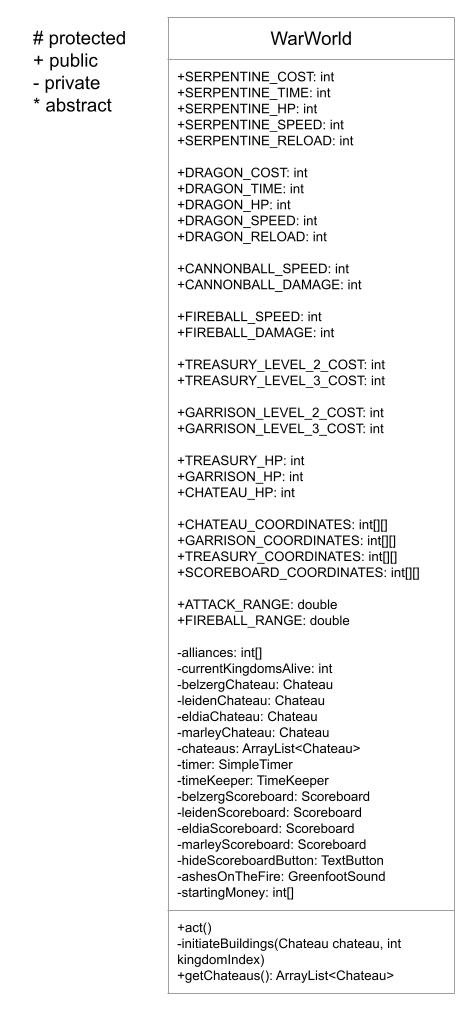 # protected
+ public
- private
* abstract
WarWorld
+SERPENTINE_COST: int
+SERPENTINE_TIME: int
+SERPENTINE_HP: int
+SERPENTINE_SPEED: int
+SERPENTINE_RELOAD: int
+DRAGON_COST: int
+DRAGON_TIME: int
+DRAGON_HP: int
+DRAGON_SPEED: int
+DRAGON_RELOAD: int
+CANNONBALL_SPEED: int
+CANNONBALL_DAMAGE: int
+FIREBALL_SPEED: int
+FIREBALL_DAMAGE: int
+TREASURY_LEVEL_2_COST: int
+TREASURY_LEVEL_3_COST: int
+GARRISON_LEVEL_2_COST: int
+GARRISON_LEVEL_3_COST: int
+TREASURY_HP: int
+GARRISON_HP: int
+CHATEAU_HP: int
+CHATEAU_COORDINATES: int[][]
+GARRISON_COORDINATES: int[][]
+TREASURY_COORDINATES: int[][]
+SCOREBOARD_COORDINATES: int[][]
+ATTACK_RANGE: double
+FIREBALL_RANGE: double
-alliances: int[]
-currentKingdomsAlive: int
-belzergChateau: Chateau
-leidenChateau: Chateau
-eldiaChateau: Chateau
-marleyChateau: Chateau
-chateaus: ArrayList<Chateau>
-timer: SimpleTimer
-timeKeeper: TimeKeeper
-belzergScoreboard: Scoreboard
-leidenScoreboard: Scoreboard
-eldiaScoreboard: Scoreboard
-marleyScoreboard: Scoreboard
-hideScoreboardButton: TextButton
-ashesOnTheFire: GreenfootSound
-startingMoney: int[]
+act()
-initiateBuildings(Chateau chateau, int
kingdomIndex)
+getChateaus(): ArrayList<Chateau>